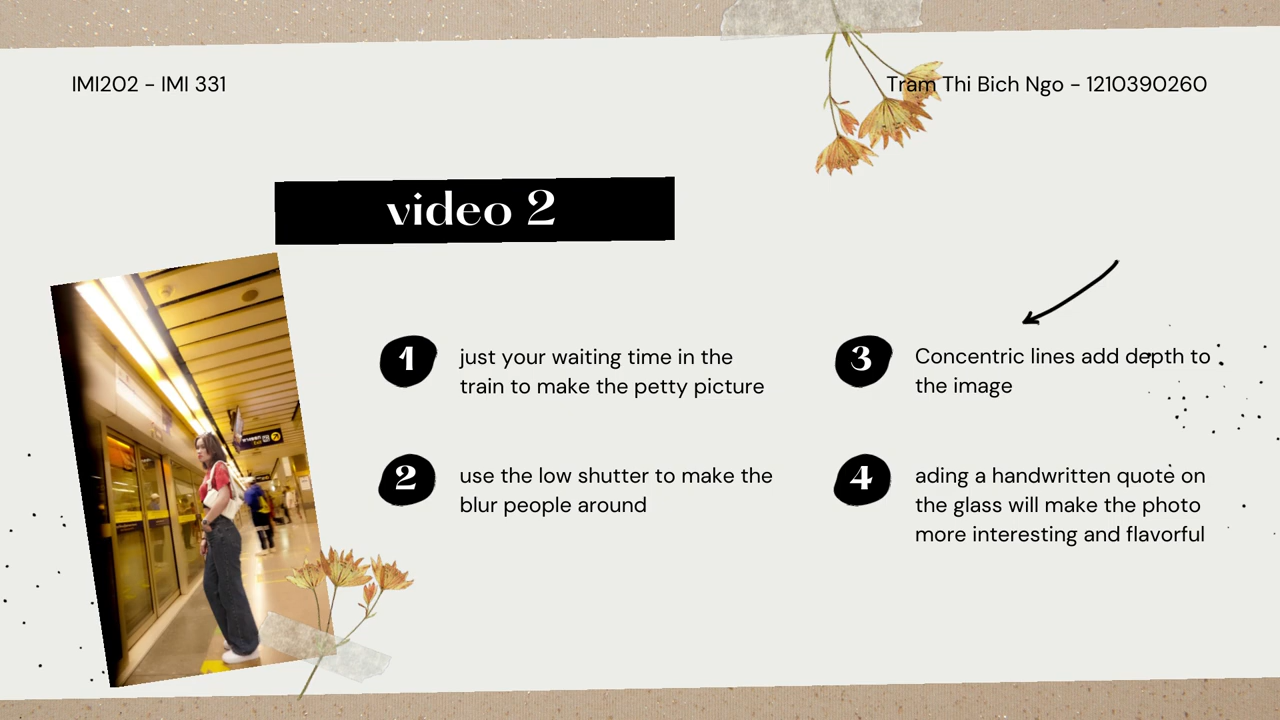 IMI202 - IMI 331
Tram Thi Bich Ngo - 1210390260
video 2
1
just your waiting time in the
train to make the petty picture
2
use the low shutter to make the
blur people around
3
Concentric lines add depth to
the image
4
ading a handwritten quote on
the glass will make the photo
more interesting and flavorful